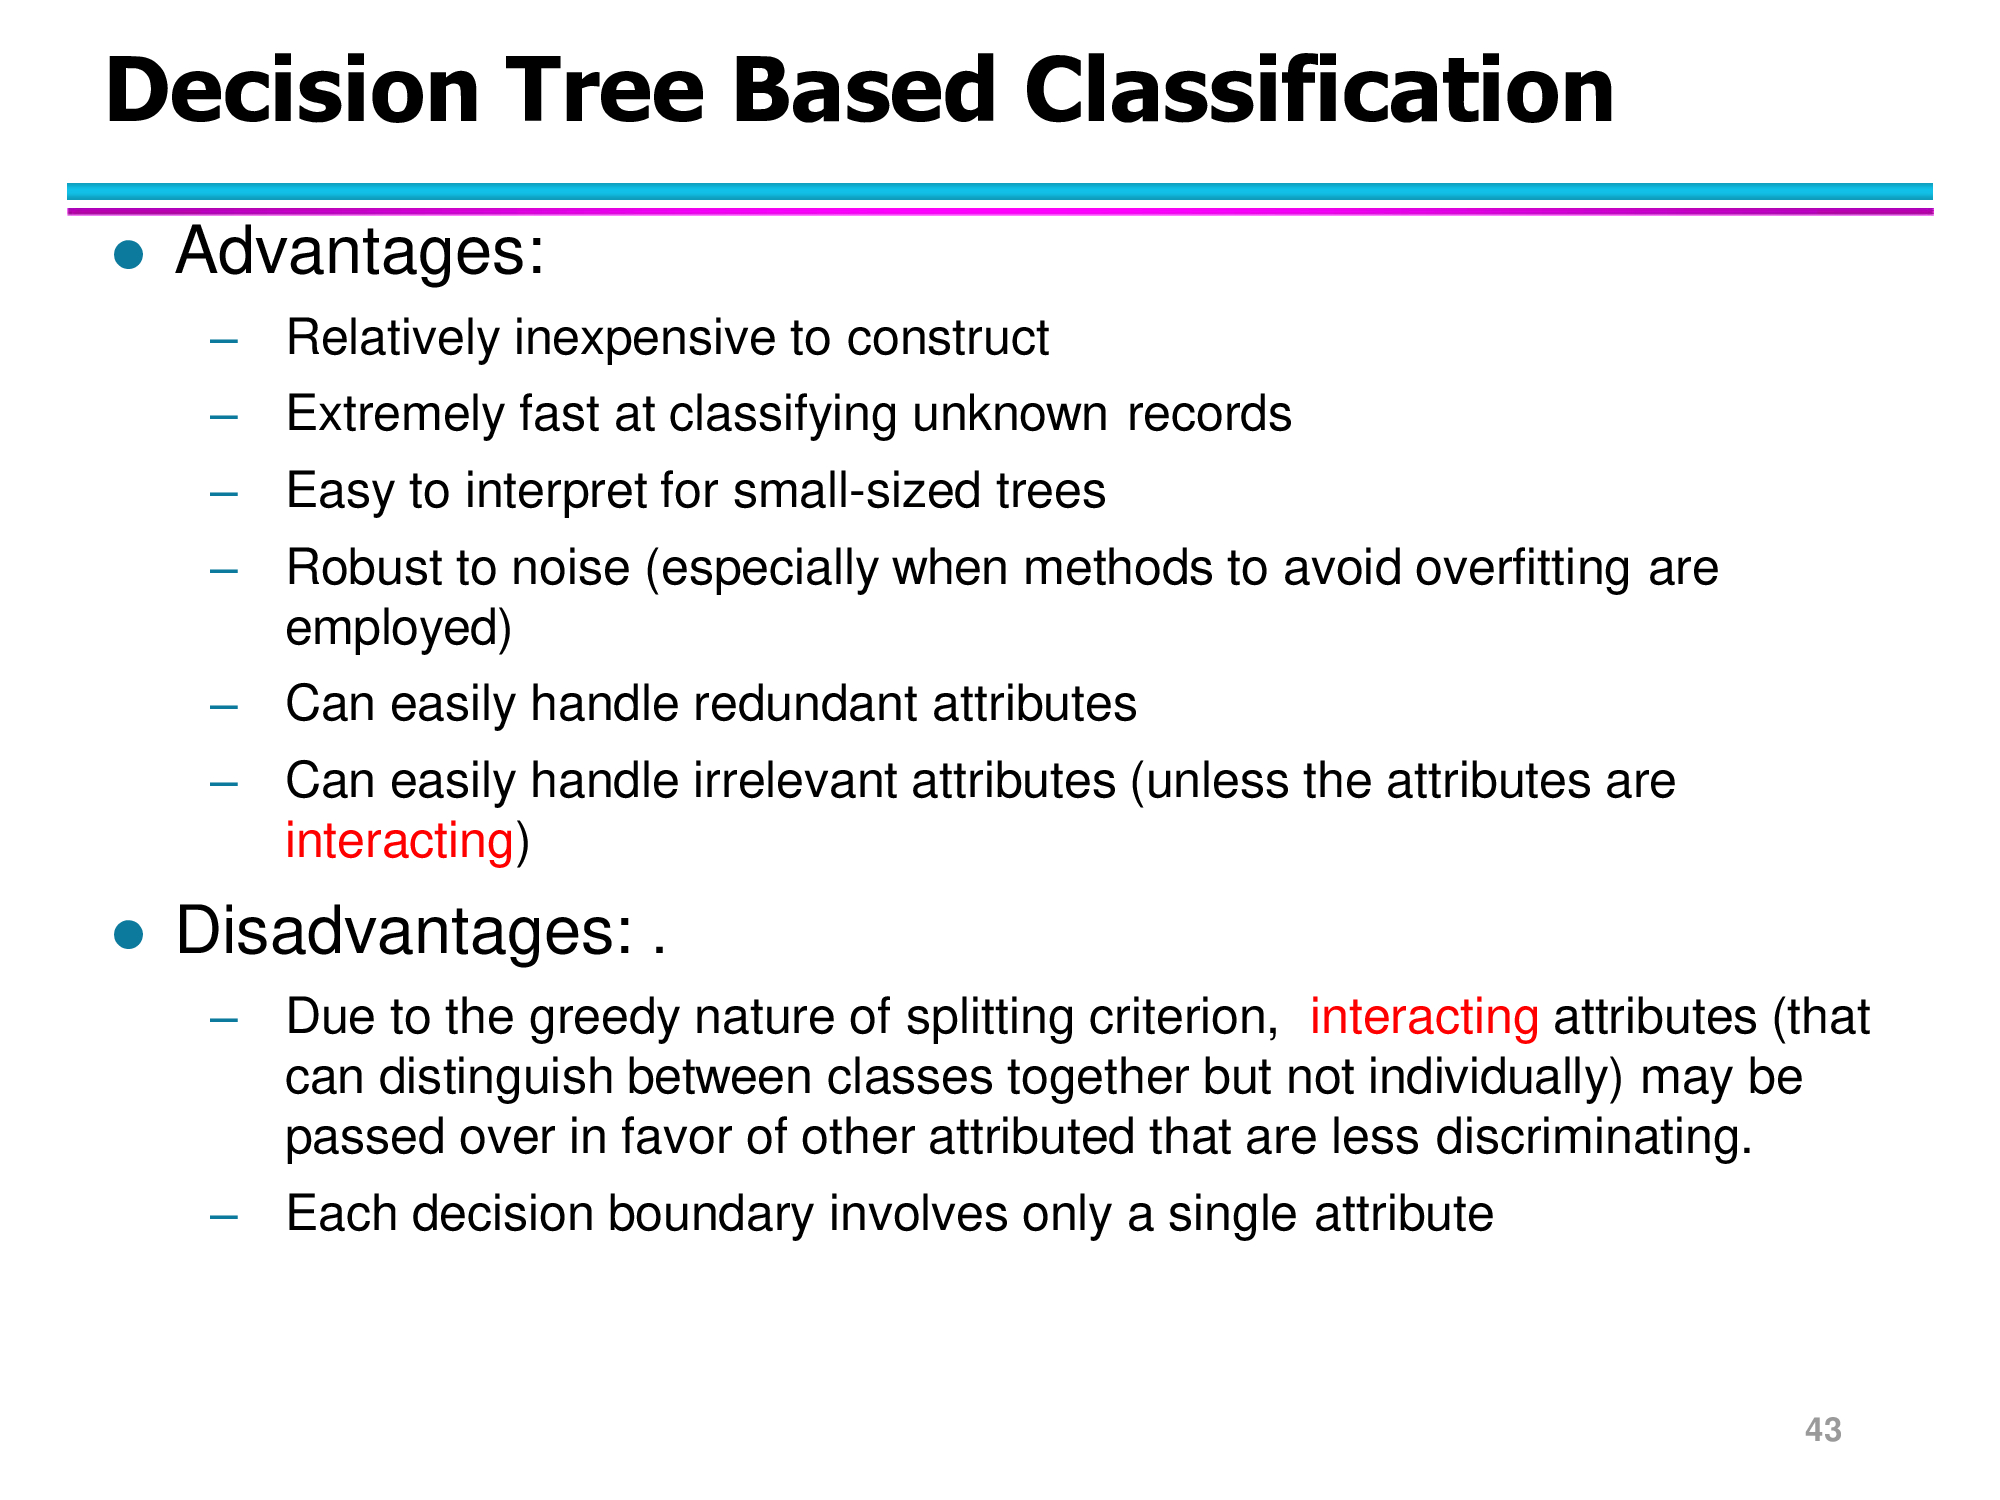 Decision Tree Based Classification
● Advantages:
– Relatively inexpensive to construct
– Extremely fast at classifying unknown records
– Easy to interpret for small-sized trees
– Robust to noise (especially when methods to avoid overfitting are
employed)
– Can easily handle redundant attributes
– Can easily handle irrelevant attributes (unless the attributes are
interacting)
● Disadvantages: .
– Due to the greedy nature of splitting criterion, interacting attributes (that
can distinguish between classes together but not individually) may be
passed over in favor of other attributed that are less discriminating.
– Each decision boundary involves only a single attribute
43